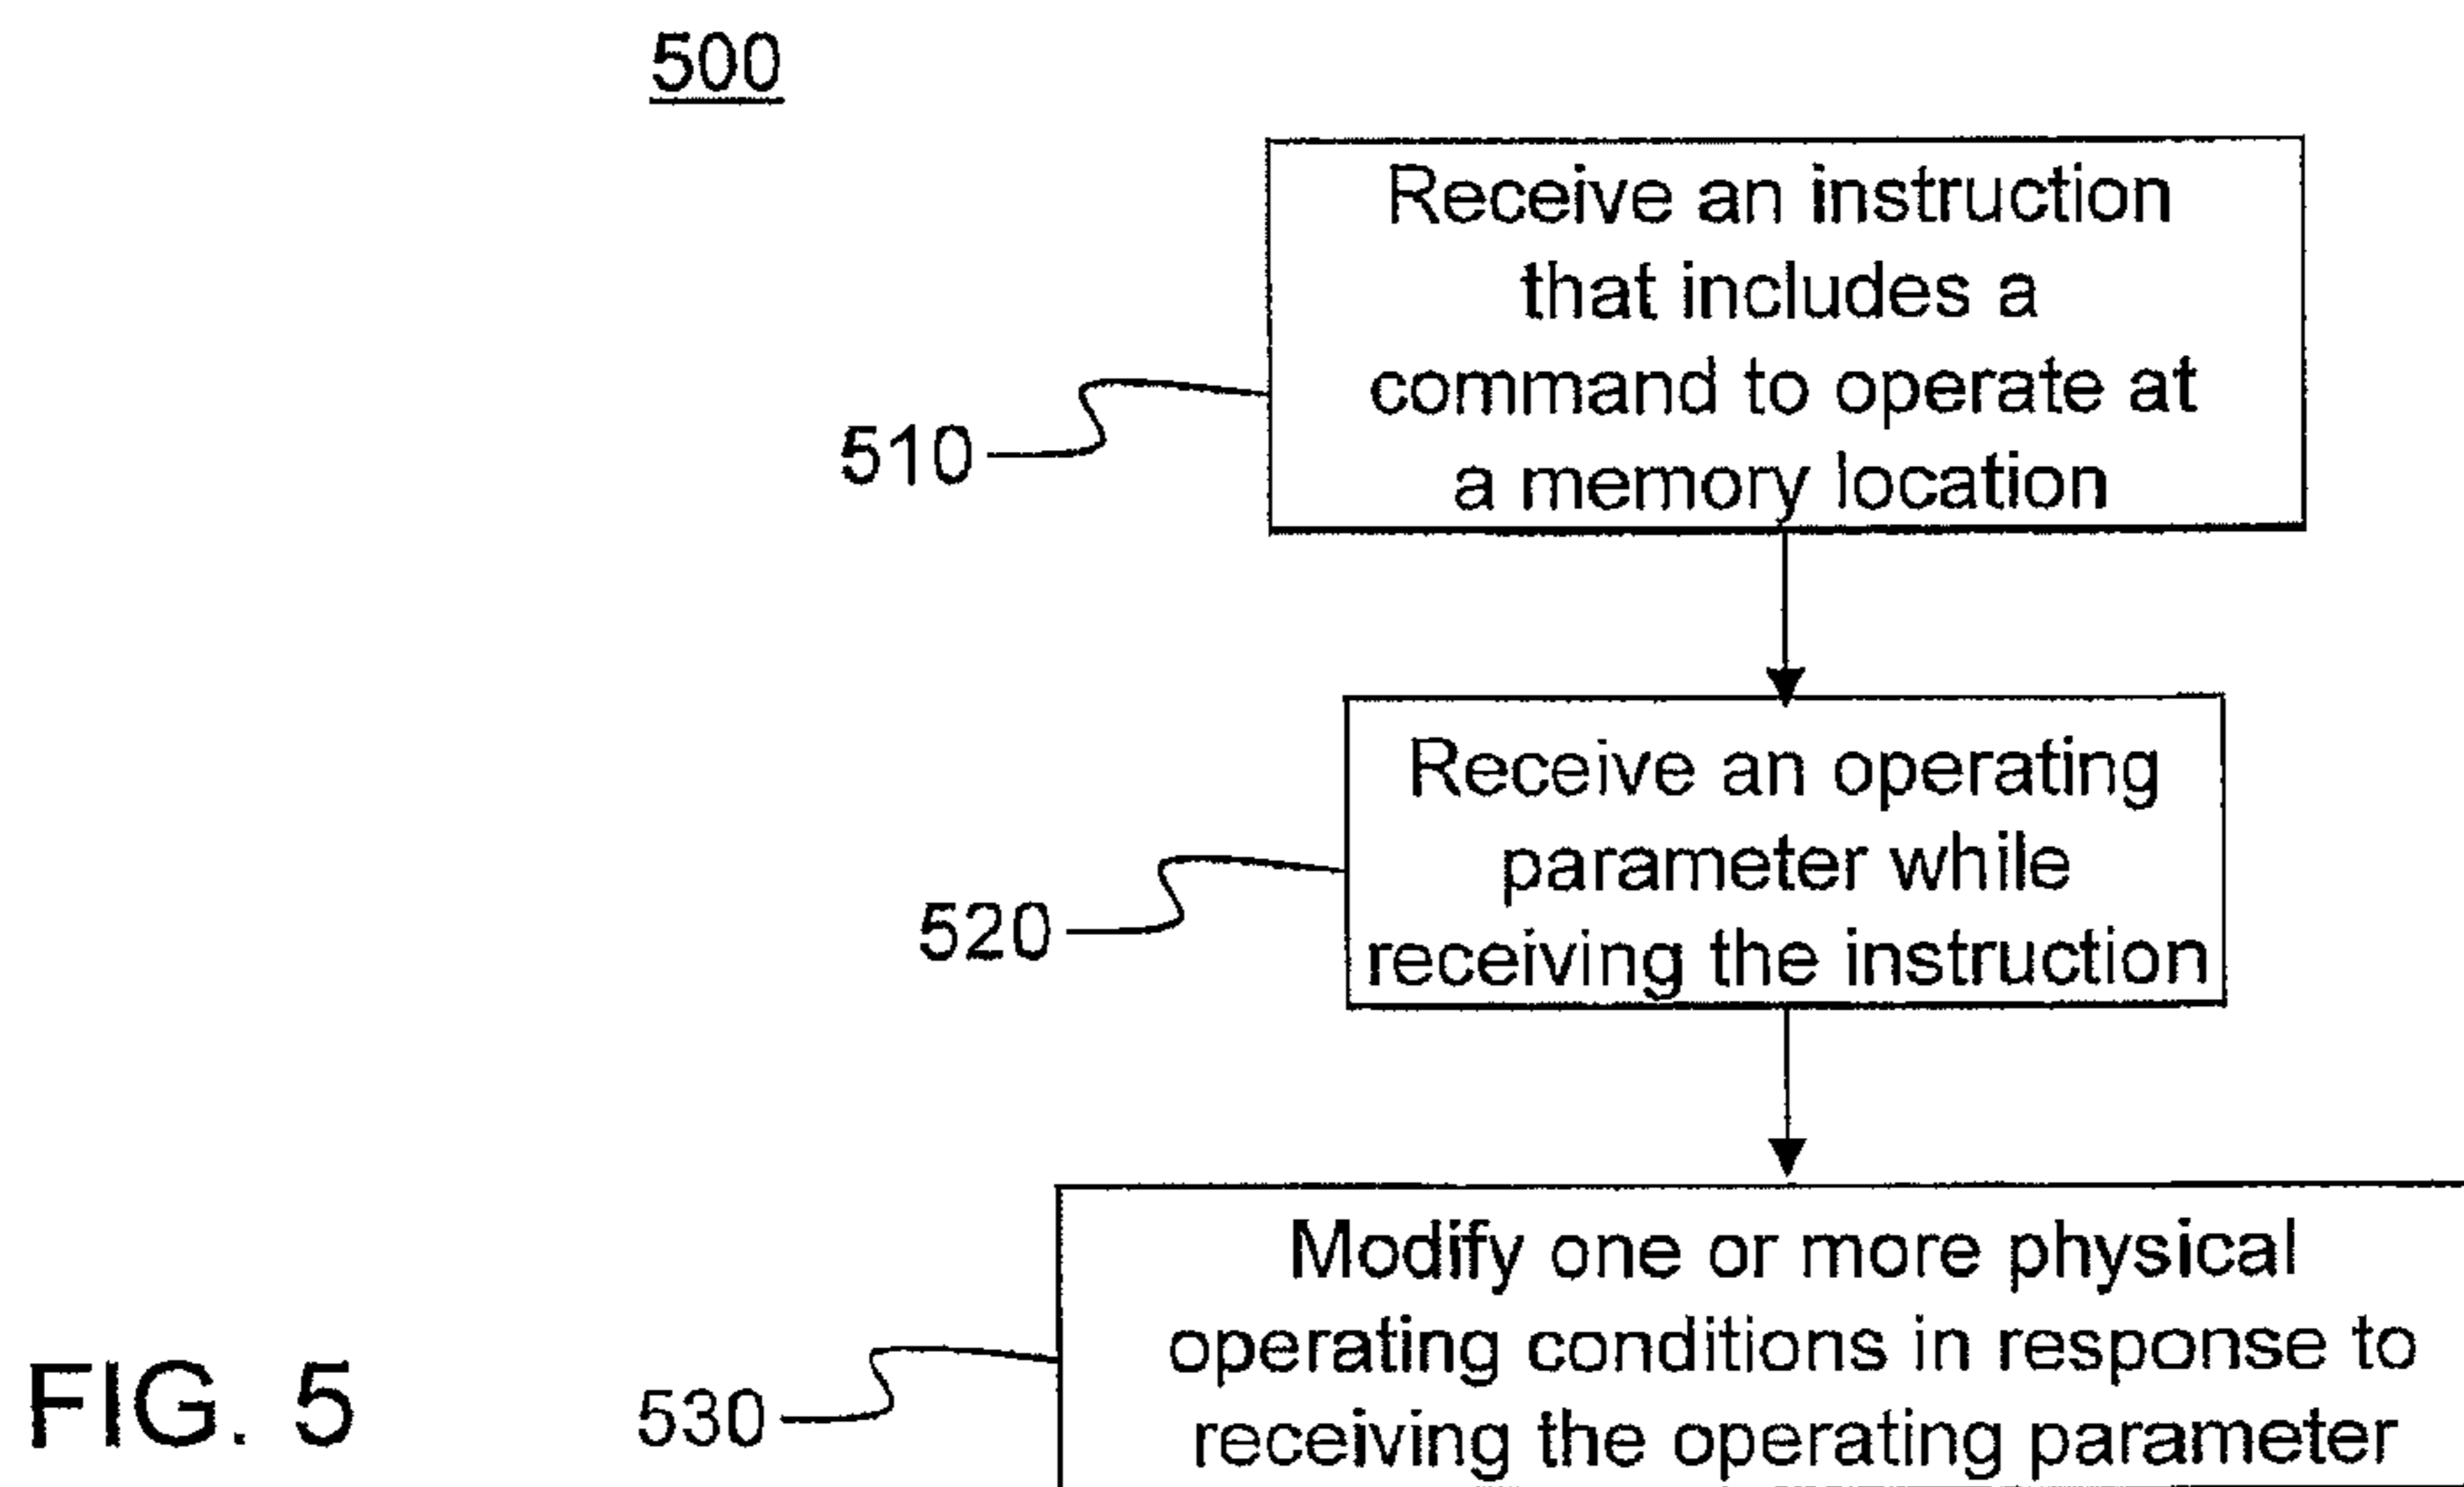 500
Receive an instruction
that includes a
command to operate at
a memory location
510
Receive an operating
parameter while
receiving the instruction
520
Modify one or more physical
operating conditions in response to
receiving the operating parameter
530
FIG. 5